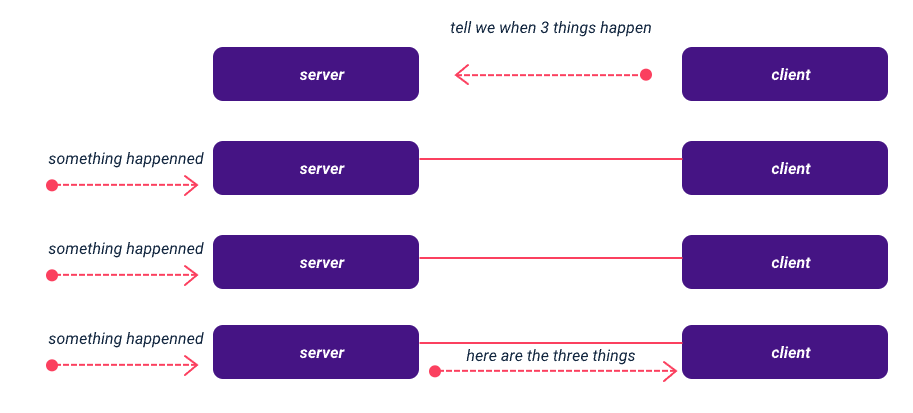 tell we when 3 things happen
server
client
something happenned
server
client
something happenned
server
client
something happenned
server
client
here are the three things